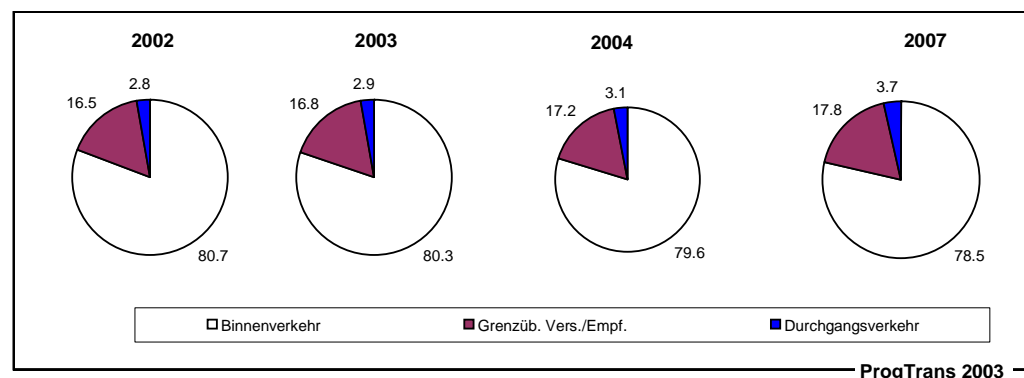 2002 2003 2004 2007
2.8 2.9 3.1 3.7
16.5 16.8 17.2 17.8
80.7 80.3 79.6 78.5
Binnenverkehr Grenzüb. Vers./Empf. Durchgangsverkehr
ProgTrans 2003